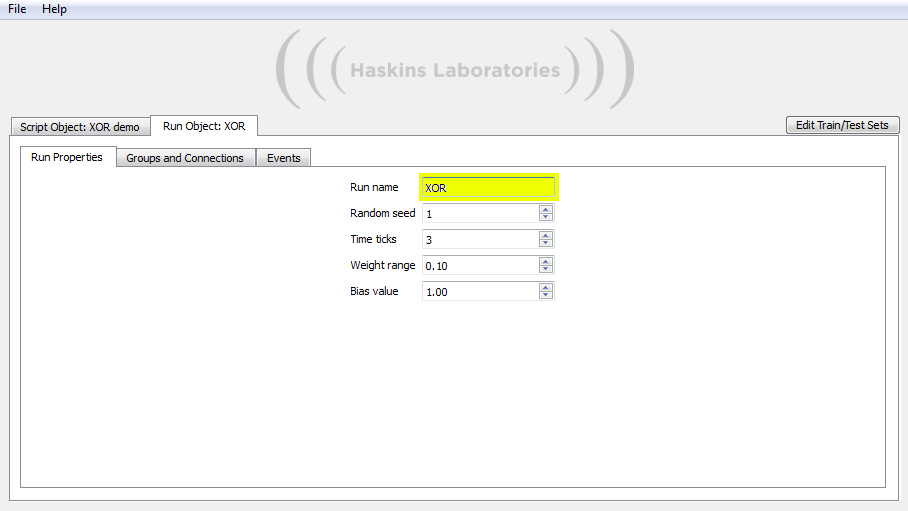 File Help
Haskins Laboratories
Script Object: XOR demo Run Object: XOR Edit Train/Test Sets
Run Properties Groups and Connections Events
Run name XOR
Random seed 1
Time ticks 3
Weight range 0.10
Bias value 1.00